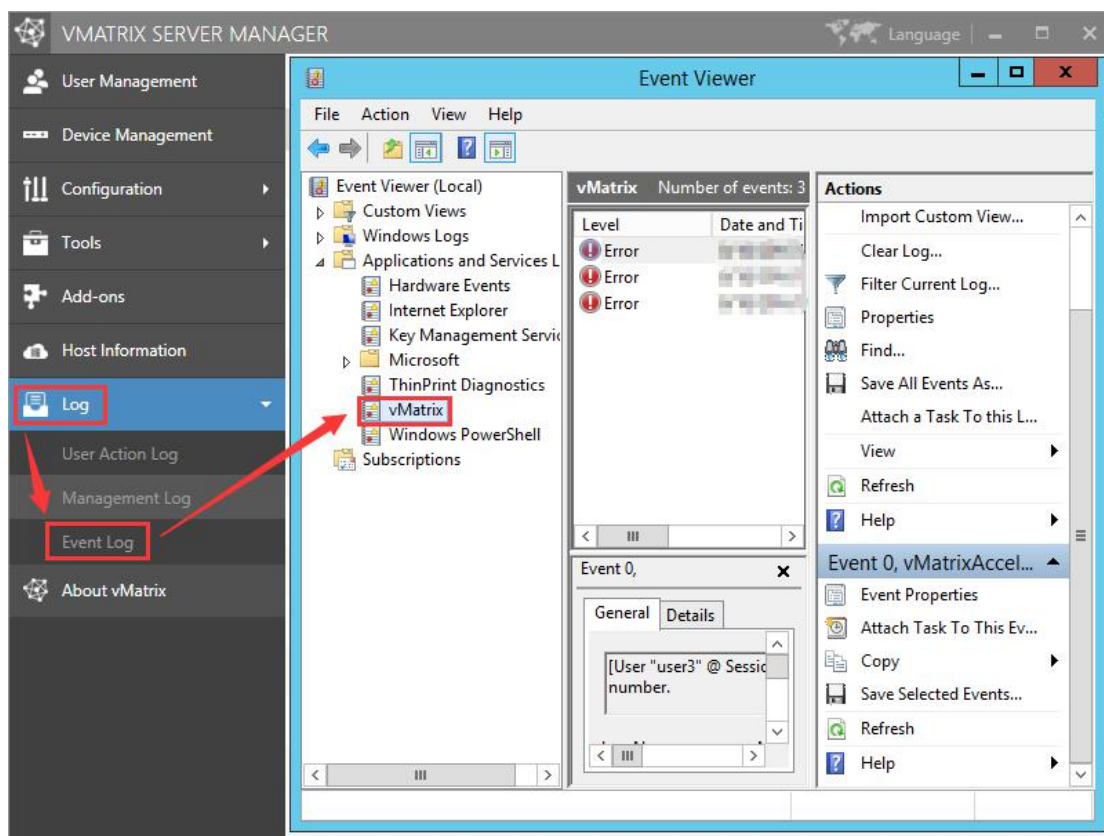 VMATRIX SERVER MANAGER
Language
User Management
Device Management
Configuration
Tools
Add-ons
Host Information
Log
User Action Log
Management Log
Event Log
About vMatrix
Event Viewer
File Action View Help
Event Viewer (Local)
Custom Views
Windows Logs
Applications and Services L
Hardware Events
Internet Explorer
Key Management Servic
Microsoft
ThinPrint Diagnostics
vMatrix
Windows PowerShell
Subscriptions
vMatrix Number of events: 3
Level Date and Ti
Error
Error
Error
Event 0,
General Details
[User "user3" @ Sessic
number.
Actions
Import Custom View...
Clear Log...
Filter Current Log...
Properties
Find...
Save All Events As...
Attach a Task To this L...
View
Refresh
Help
Event 0, vMatrixAccel...
Event Properties
Attach Task To This Ev...
Copy
Save Selected Events...
Refresh
Help